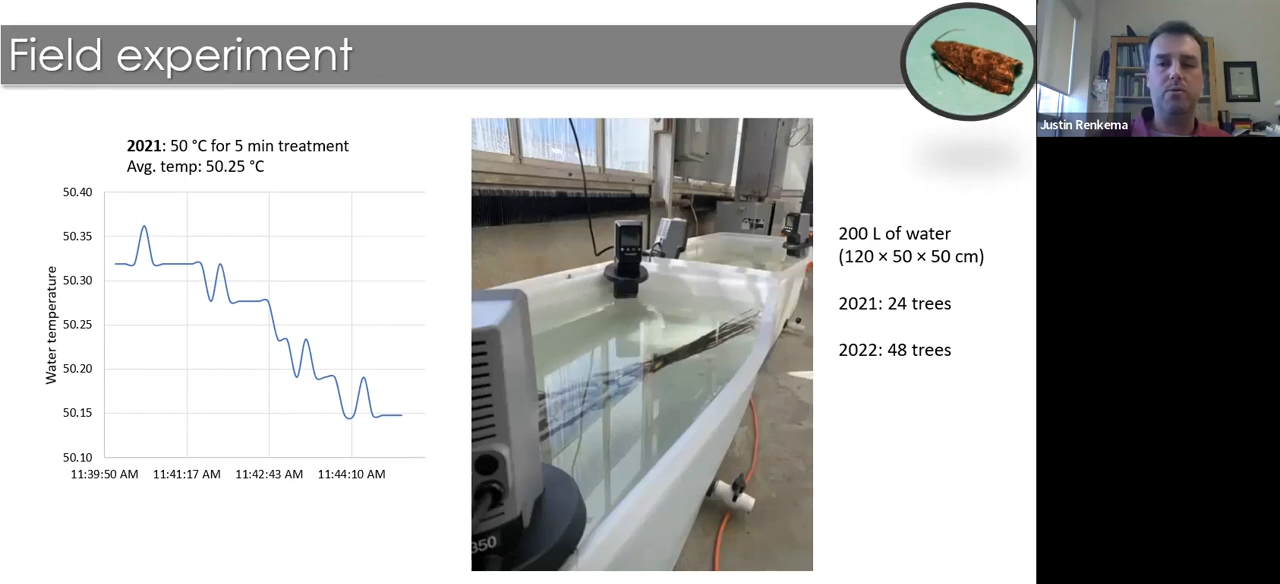 Field experiment
Justin Renkema
2021: 50 °C for 5 min treatment
Avg. temp: 50.25 °C
50.40
50.35
50.30
50.25
50.20
50.15
50.10
Water temperature
11:39:50 AM 11:41:17 AM 11:42:43 AM 11:44:10 AM
350
200 L of water
(120 × 50 × 50 cm)
2021: 24 trees
2022: 48 trees